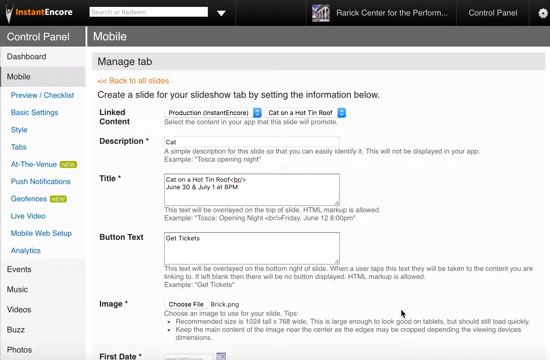 InstantEncore
Search or Redeem
Rarick Center for the Perform...
Control Panel
Control Panel
Mobile
Dashboard
Mobile
Preview / Checklist
Basic Settings
Style
Tabs
At-The-Venue NEW
Push Notifications
Geofences NEW
Live Video
Mobile Web Setup
Analytics
Events
Music
Videos
Buzz
Photos
Manage tab
<< Back to all slides
Create a slide for your slideshow tab by setting the information below.
Linked Content
Production (InstantEncore)
Cat on a Hot Tin Roof
Select the content in your app that this slide will promote.
Description *
Cat
A simple description for this slide so that you can easily identify it. This will not be displayed in your app.
Example: "Tosca opening night"
Title *
Cat on a Hot Tin Roof<br/>
June 30 & July 1 at 8PM
This text will be overlayed on the top of slide. HTML markup is allowed.
Example: "Tosca: Opening Night <br/>Friday, June 12 8:00pm"
Button Text
Get Tickets
This text will be overlayed on the bottom right of slide. When a user taps this text they will be taken to the content you are
linking to. If left blank then there will be no button displayed. HTML markup is allowed.
Example: "Get Tickets"
Image *
Choose File Brick.png
Choose an image to use for your slide. Tips:
• Recommended size is 1024 tall x 768 wide. This is large enough to look good on tablets, but should still load quickly.
• Keep the main content of the image near the center as the edges may be cropped depending the viewing devices
dimensions.
First Date *